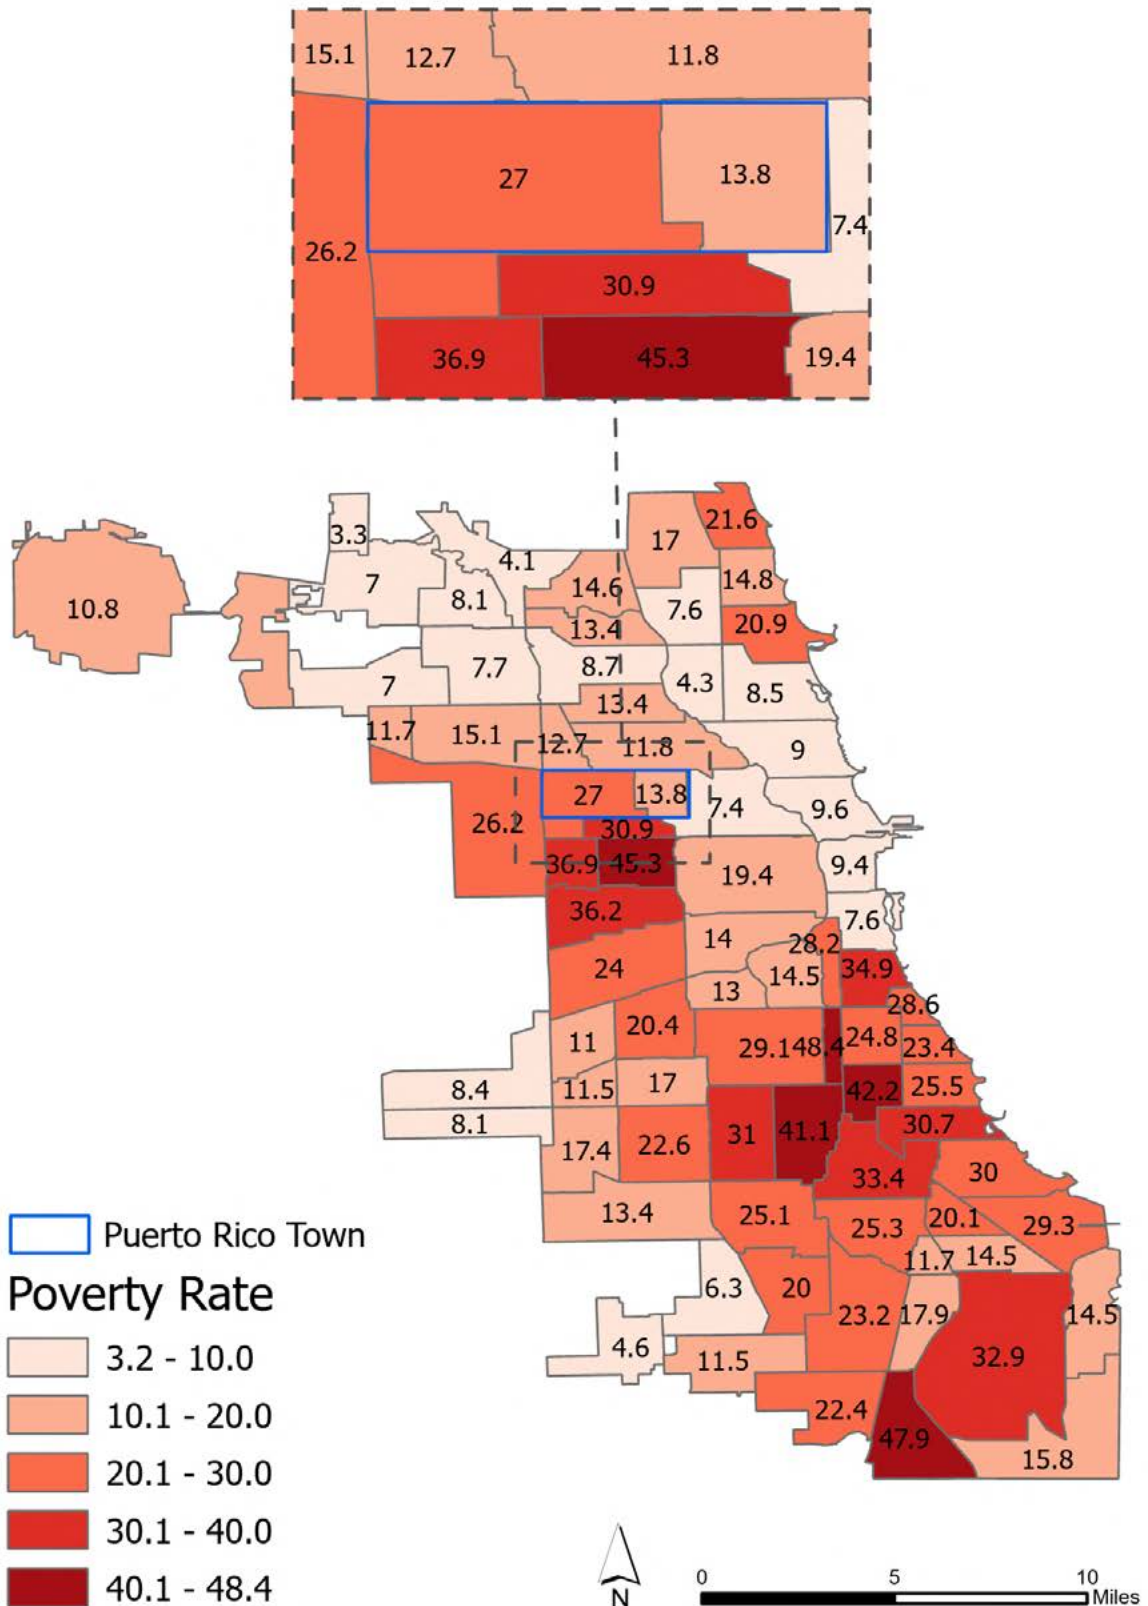 15.1 12.7 11.8
27 13.8
7.4
26.2
30.9
36.9 45.3 19.4
21.6
3.3 17
4.1
7 14.6 14.8
10.8 8.1 7.6
13.4 20.9
7.7 8.7
7 4.3 8.5
13.4
11.7 15.1 12.7 11.8 9
27 13.8 7.4 9.6
26.2 30.9
36.9 45.3 19.4 9.4
36.2 7.6
14 28.2
24 14.5 34.9
13 28.6
11 20.4 29.1 48.4 24.8 23.4
8.4 11.5 17 42.2 25.5
8.1 31 41.1 30.7
17.4 22.6 33.4 30
13.4 25.1 25.3 20.1 29.3
Puerto Rico Town
11.7 14.5
Poverty Rate
6.3 20 23.2 17.9 14.5
3.2 - 10.0
4.6 11.5 32.9
10.1 - 20.0
22.4 47.9
20.1 - 30.0
15.8
30.1 - 40.0
40.1 - 48.4
N
0 5 10
Miles